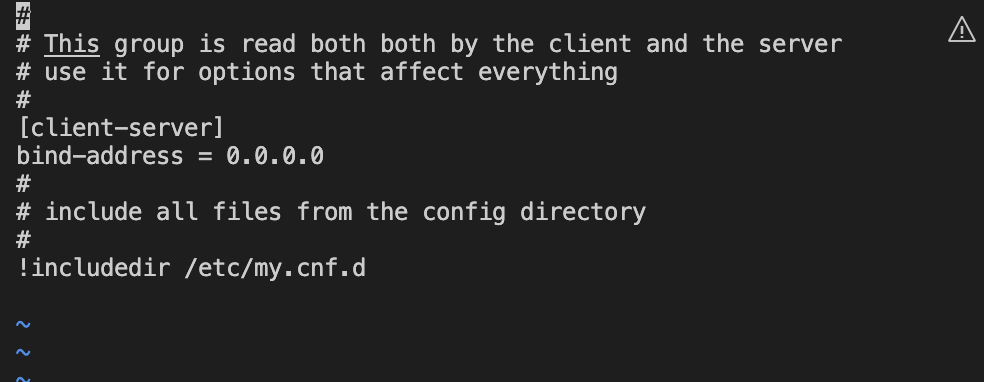 #
# This group is read both both by the client and the server
# use it for options that affect everything
#
[client-server]
bind-address = 0.0.0.0
#
# include all files from the config directory
#
!includedir /etc/my.cnf.d
~
~
~